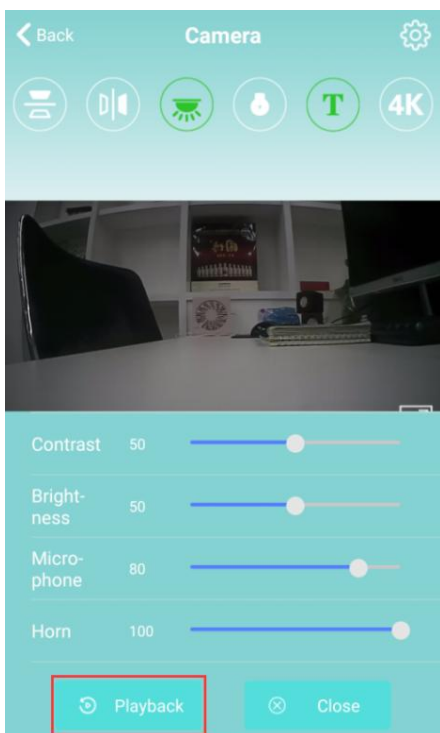 Back
Camera
T
4K
Contrast 50
Bright-
ness 50
Micro-
phone 80
Horn 100
Playback
Close